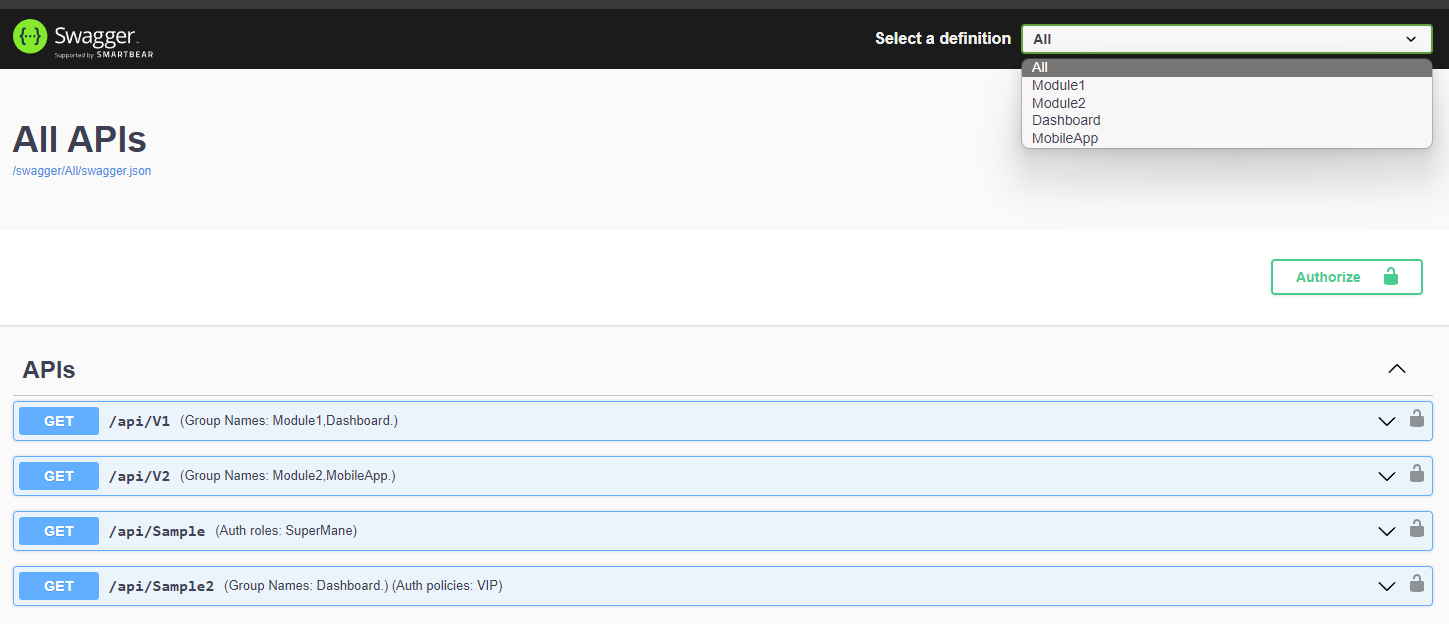 Swagger
Supported by SMARTBEAR
Select a definition
All
All
Module1
Module2
Dashboard
MobileApp
All APIs
/swagger/All/swagger.json
Authorize
APIs
GET /api/V1 (Group Names: Module1,Dashboard.)
GET /api/V2 (Group Names: Module2,MobileApp.)
GET /api/Sample (Auth roles: SuperMane)
GET /api/Sample2 (Group Names: Dashboard.) (Auth policies: VIP)